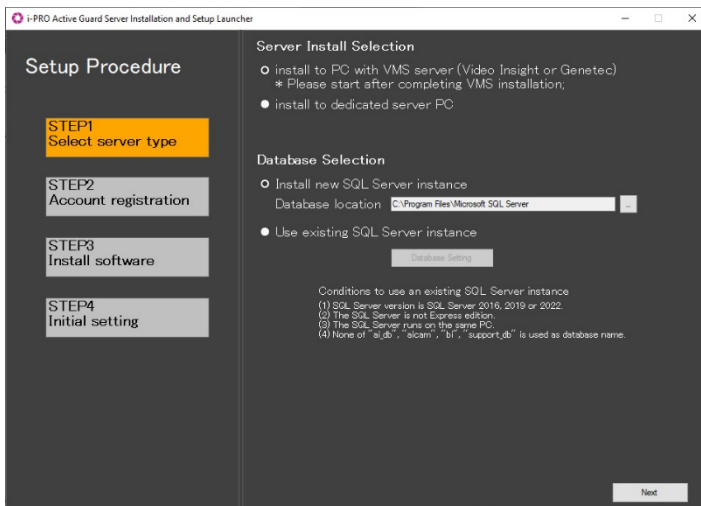 i-PRO Active Guard Server Installation and Setup Launcher
Setup Procedure
STEP1
Select server type
STEP2
Account registration
STEP3
Install software
STEP4
Initial setting
Server Install Selection
install to PC with VMS server (Video Insight or Genetec)
* Please start after completing VMS installation;
install to dedicated server PC
Database Selection
Install new SQL Server instance
Database location C:\Program Files\Microsoft SQL Server ...
Use existing SQL Server instance
Database Setting
Conditions to use an existing SQL Server instance
(1) SQL Server version is SQL Server 2016, 2019 or 2022.
(2) The SQL Server is not Express edition.
(3) The SQL Server runs on the same PC.
(4) None of "ai_db", "aicam", "bi", "support_db" is used as database name.
Next